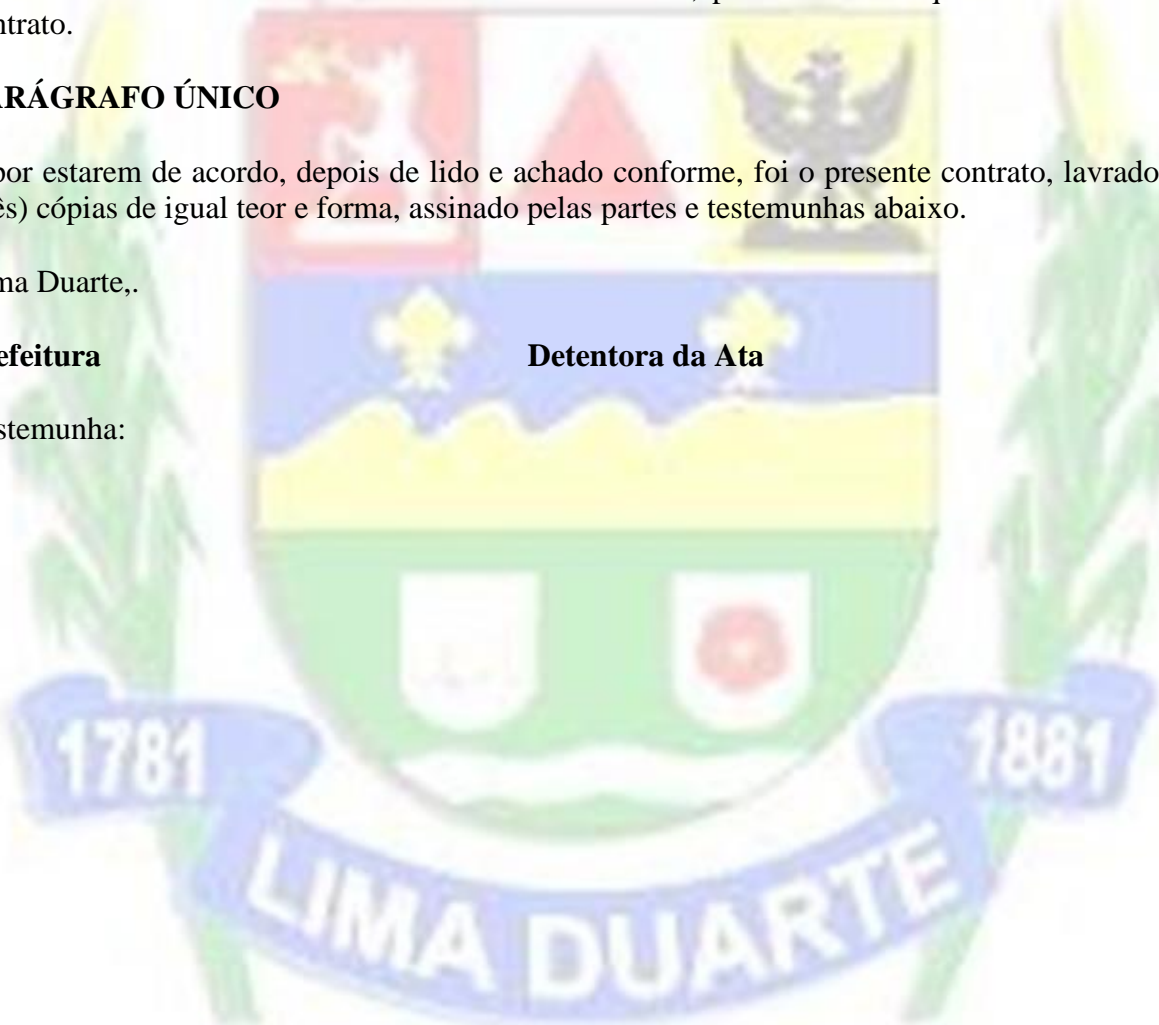 ntrato.
ARÁGRAFO ÚNICO
por estarem de acordo, depois de lido e achado conforme, foi o presente contrato, lavrado
ês) cópias de igual teor e forma, assinado pelas partes e testemunhas abaixo.
ma Duarte,.
efeitura Detentora da Ata
stemunha:
1781 1881
LIMA DUARTE